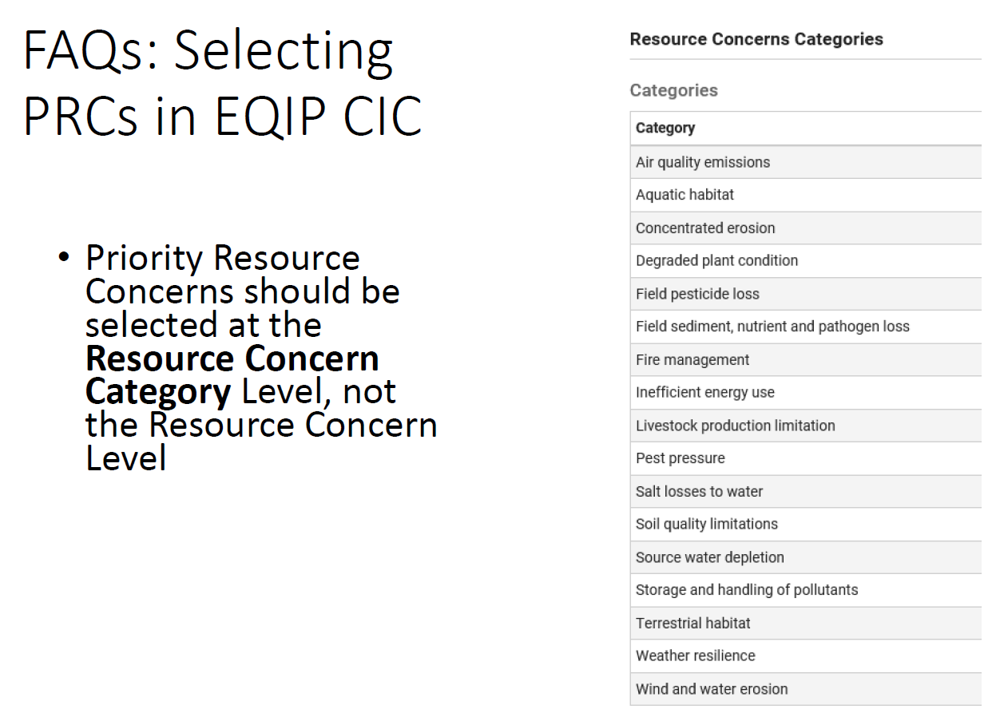 FAQs: Selecting
PRCs in EQIP CIC
• Priority Resource
Concerns should be
selected at the
Resource Concern
Category Level, not
the Resource Concern
Level
Resource Concerns Categories
Categories
Category
Air quality emissions
Aquatic habitat
Concentrated erosion
Degraded plant condition
Field pesticide loss
Field sediment, nutrient and pathogen loss
Fire management
Inefficient energy use
Livestock production limitation
Pest pressure
Salt losses to water
Soil quality limitations
Source water depletion
Storage and handling of pollutants
Terrestrial habitat
Weather resilience
Wind and water erosion